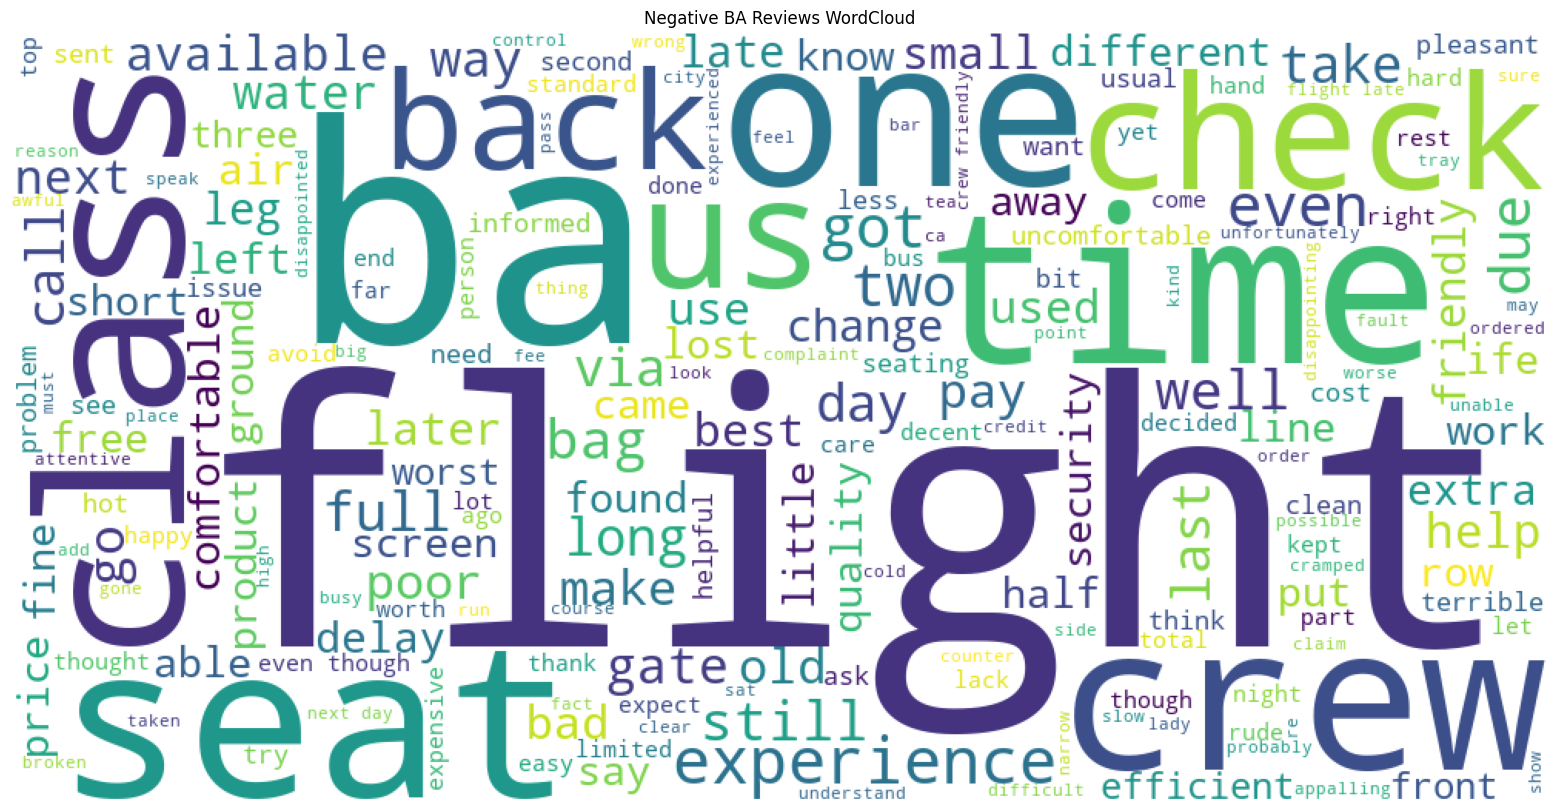 Negative BA Reviews WordCloud
top
sent
available
way
control
second
standard
wrong
late
city
know
small
different
take
pleasant
usual
hand
hard
sure
flight late
class
water
three
reason
next
speak
air
awful
leg
left
call
short
issue
disappointed
ba
end
far
back
pass
experienced
one
feel
bar
crew friendly
want
check
yet
rest
tray
done
informed
person
thing
us
less
tea
got
ca
bus
two
away
come
even
right
uncomfortable
unfortunately
due
friendly
time
used
bit
kind
point
disappointing
fault
may
ordered
ife
problem
must
see
place
free
attentive
comfortable
product
ground
avoid
big
need
fee
use
lost
change
complaint
seating
via
look
came
day
pay
security
well
cost
worse
unable
work
decided
line
order
flight
later
worst
full
lot
ago
screen
bag
best
found
long
helpful
little
care
quality
decent
credit
cold
hot
happy
go
gone
add
fine
price
high
poor
busy
worth
run
make
course
half
last
clean
possible
kept
cramped
extra
help
put
row
terrible
think
part
let
side
total
claim
thought
able
even though
delay
thank
gate
old
ask
counter
lack
crew
though
night
seat
taken
next day
try
broken
expensive
fact
bad
expect
sat
clear
still
limited
easy
say
experience
understand
narrow
slow
lady
rude
re
probably
show
difficult
efficient
appalling
front